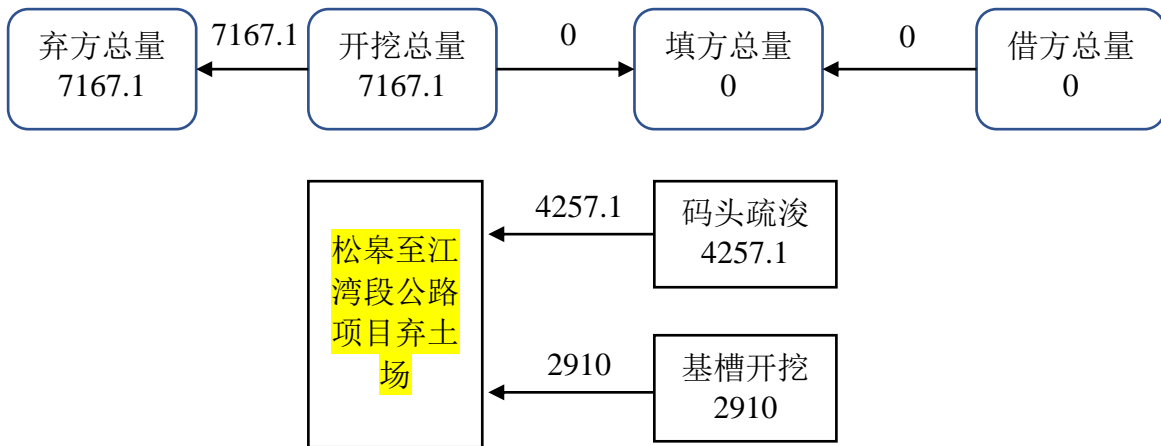 弃方总量
7167.1
7167.1
开挖总量
7167.1
0
填方总量
0
0
借方总量
0
松皋至江
湾段公路
项目弃土
场
4257.1
码头疏浚
4257.1
2910
基槽开挖
2910